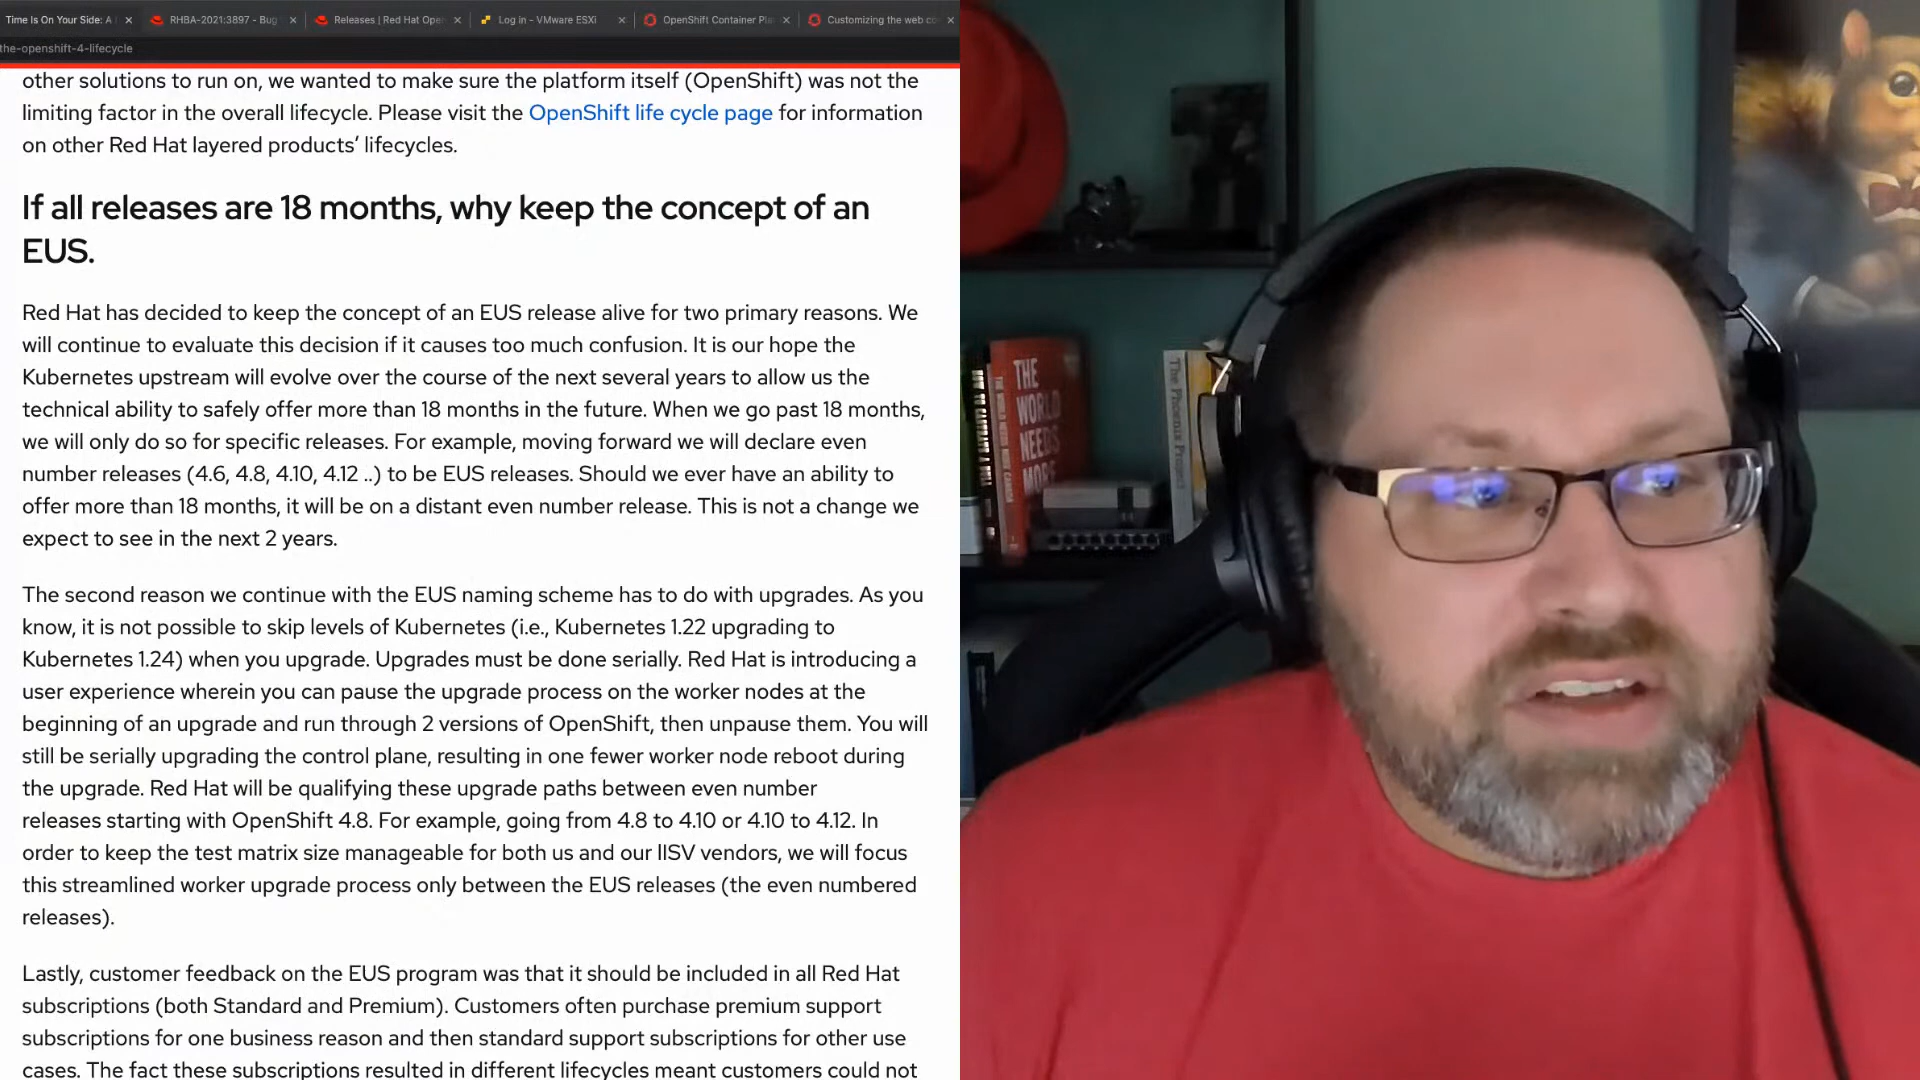 Time Is On Your Side: A
RHBA-2021:3897 - Bug
Releases | Red Hat Ope
Log in - VMware ESXi
OpenShift Container Pla
Customizing the web co
the-openshift-4-lifecycle
other solutions to run on, we wanted to make sure the platform itself (OpenShift) was not the
limiting factor in the overall lifecycle. Please visit the OpenShift life cycle page for information
on other Red Hat layered products’ lifecycles.
If all releases are 18 months, why keep the concept of an
EUS.
Red Hat has decided to keep the concept of an EUS release alive for two primary reasons. We
will continue to evaluate this decision if it causes too much confusion. It is our hope the
Kubernetes upstream will evolve over the course of the next several years to allow us the
technical ability to safely offer more than 18 months in the future. When we go past 18 months,
we will only do so for specific releases. For example, moving forward we will declare even
number releases (4.6, 4.8, 4.10, 4.12 ..) to be EUS releases. Should we ever have an ability to
offer more than 18 months, it will be on a distant even number release. This is not a change we
expect to see in the next 2 years.
The second reason we continue with the EUS naming scheme has to do with upgrades. As you
know, it is not possible to skip levels of Kubernetes (i.e., Kubernetes 1.22 upgrading to
Kubernetes 1.24) when you upgrade. Upgrades must be done serially. Red Hat is introducing a
user experience wherein you can pause the upgrade process on the worker nodes at the
beginning of an upgrade and run through 2 versions of OpenShift, then unpause them. You will
still be serially upgrading the control plane, resulting in one fewer worker node reboot during
the upgrade. Red Hat will be qualifying these upgrade paths between even number
releases starting with OpenShift 4.8. For example, going from 4.8 to 4.10 or 4.10 to 4.12. In
order to keep the test matrix size manageable for both us and our IISV vendors, we will focus
this streamlined worker upgrade process only between the EUS releases (the even numbered
releases).
Lastly, customer feedback on the EUS program was that it should be included in all Red Hat
subscriptions (both Standard and Premium). Customers often purchase premium support
subscriptions for one business reason and then standard support subscriptions for other use
cases. The fact these subscriptions resulted in different lifecycles meant customers could not
THE
WORLD
NEEDS
MORE
The Phoenix Project